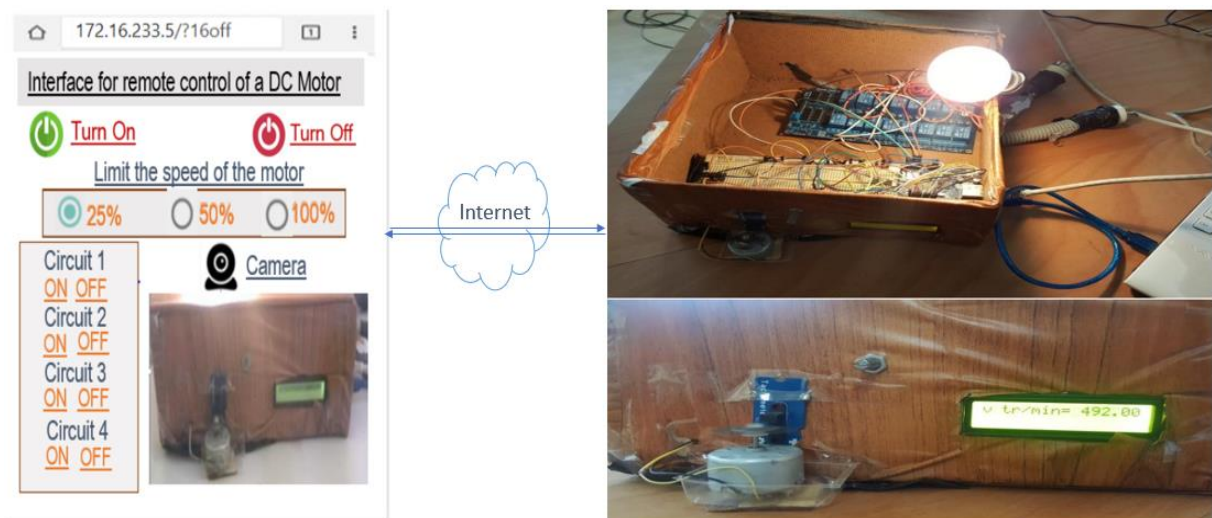 172.16.233.5/?16off
1
Interface for remote control of a DC Motor
Turn On Turn Off
Limit the speed of the motor
25% 50% 100%
Circuit 1
ON OFF
Circuit 2
ON OFF
Circuit 3
ON OFF
Circuit 4
ON OFF
Camera
Internet
v tr/min= 492.00